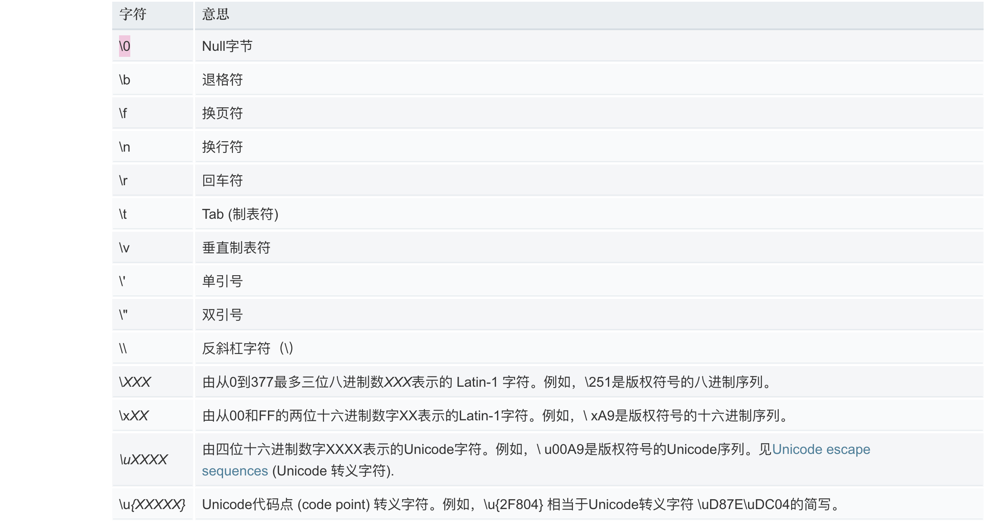 字符 意思
\0 Null字节
\b 退格符
\f 换页符
\n 换行符
\r 回车符
\t Tab (制表符)
\v 垂直制表符
\' 单引号
\" 双引号
\\ 反斜杠字符（\）
\XXX 由从0到377最多三位八进制数XXX表示的 Latin-1 字符。例如，\251是版权符号的八进制序列。
\xXX 由从00和FF的两位十六进制数字XX表示的Latin-1字符。例如，\ xA9是版权符号的十六进制序列。
\uXXXX 由四位十六进制数字XXXX表示的Unicode字符。例如，\ u00A9是版权符号的Unicode序列。见Unicode escape
sequences (Unicode 转义字符).
\u{XXXXX} Unicode代码点 (code point) 转义字符。例如，\u{2F804} 相当于Unicode转义字符 \uD87E\uDC04的简写。